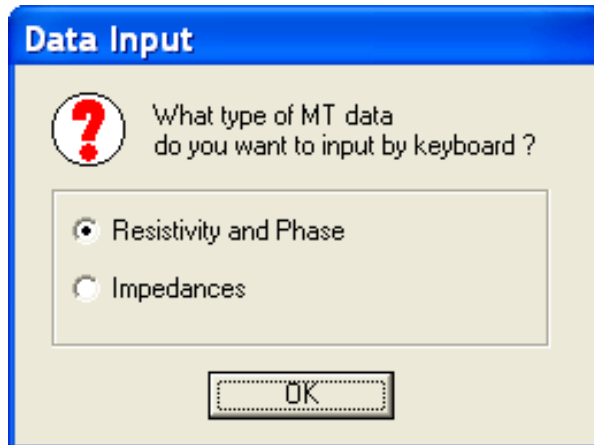 Data Input
What type of MT data
do you want to input by keyboard ?
Resistivity and Phase
Impedances
OK